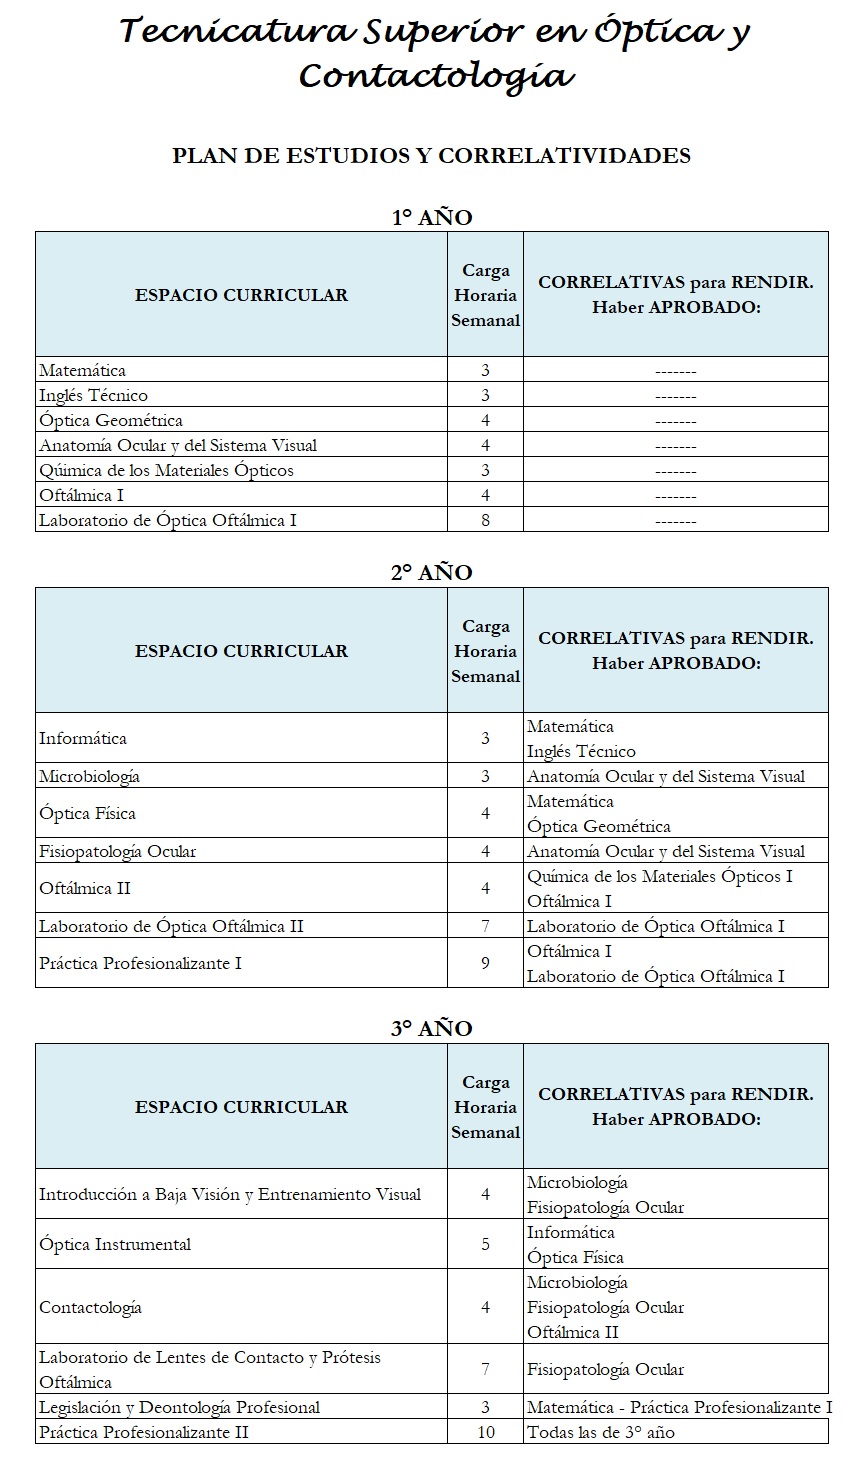 Tecnicatura Superior en Óptica y
Contactología
PLAN DE ESTUDIOS Y CORRELATIVIDADES
1° AÑO
ESPACIO CURRICULAR
Carga
Horaria
Semanal
CORRELATIVAS para RENDIR.
Haber APROBADO:
Matemática 3 -------
Inglés Técnico 3 -------
Óptica Geométrica 4 -------
Anatomía Ocular y del Sistema Visual 4 -------
Qúimica de los Materiales Ópticos 3 -------
Oftálmica I 4 -------
Laboratorio de Óptica Oftálmica I 8 -------
2° AÑO
ESPACIO CURRICULAR
Carga
Horaria
Semanal
CORRELATIVAS para RENDIR.
Haber APROBADO:
Informática 3 Matemática
Inglés Técnico
Microbiología 3 Anatomía Ocular y del Sistema Visual
Óptica Física 4 Matemática
Óptica Geométrica
Fisiopatología Ocular 4 Anatomía Ocular y del Sistema Visual
Oftálmica II 4 Química de los Materiales Ópticos I
Oftálmica I
Laboratorio de Óptica Oftálmica II 7 Laboratorio de Óptica Oftálmica I
Práctica Profesionalizante I 9 Oftálmica I
Laboratorio de Óptica Oftálmica I
3° AÑO
ESPACIO CURRICULAR
Carga
Horaria
Semanal
CORRELATIVAS para RENDIR.
Haber APROBADO:
Introducción a Baja Visión y Entrenamiento Visual 4 Microbiología
Fisiopatología Ocular
Óptica Instrumental 5 Informática
Óptica Física
Contactología 4 Microbiología
Fisiopatología Ocular
Oftálmica II
Laboratorio de Lentes de Contacto y Prótesis
Oftálmica 7 Fisiopatología Ocular
Legislación y Deontología Profesional 3 Matemática - Práctica Profesionalizante I
Práctica Profesionalizante II 10 Todas las de 3° año